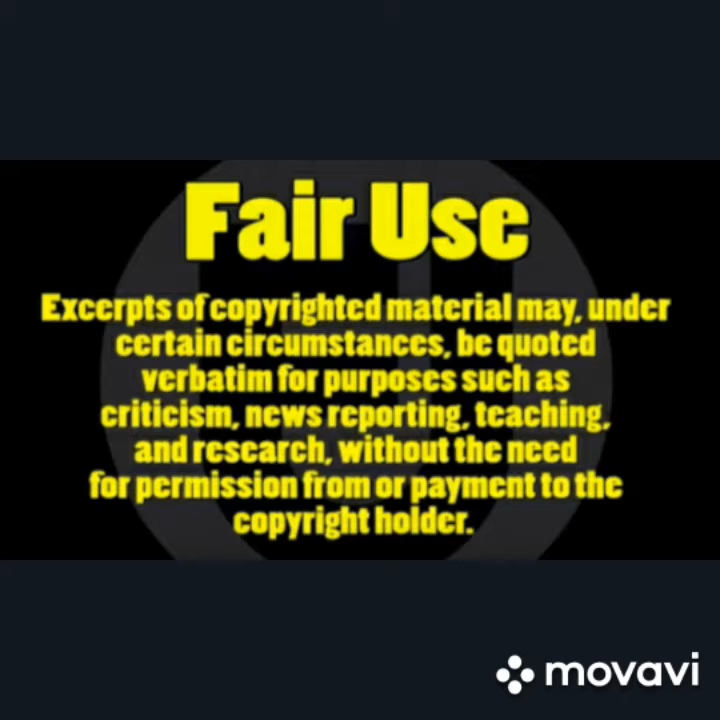 Fair Use
Excerpts of copyrighted material may, under
certain circumstances, be quoted
verbatim for purposes such as
criticism, news reporting, teaching,
and research, without the need
for permission from or payment to the
copyright holder.
movavi